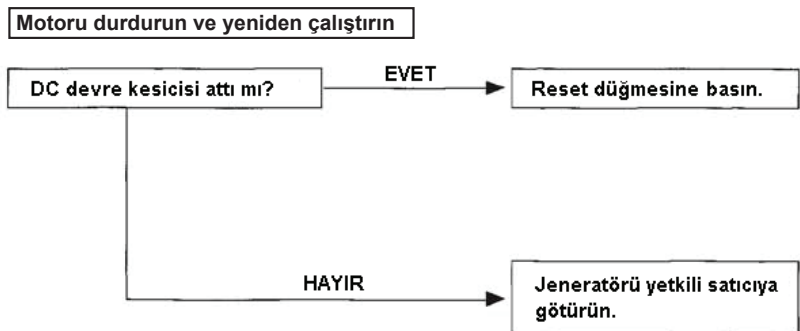 Motoru durdurun ve yeniden çalıştırın
DC devre kesicisi attı mı?
EVET
Reset düğmesine basın.
HAYIR
Jeneratörü yetkili satıcıya
götürün.